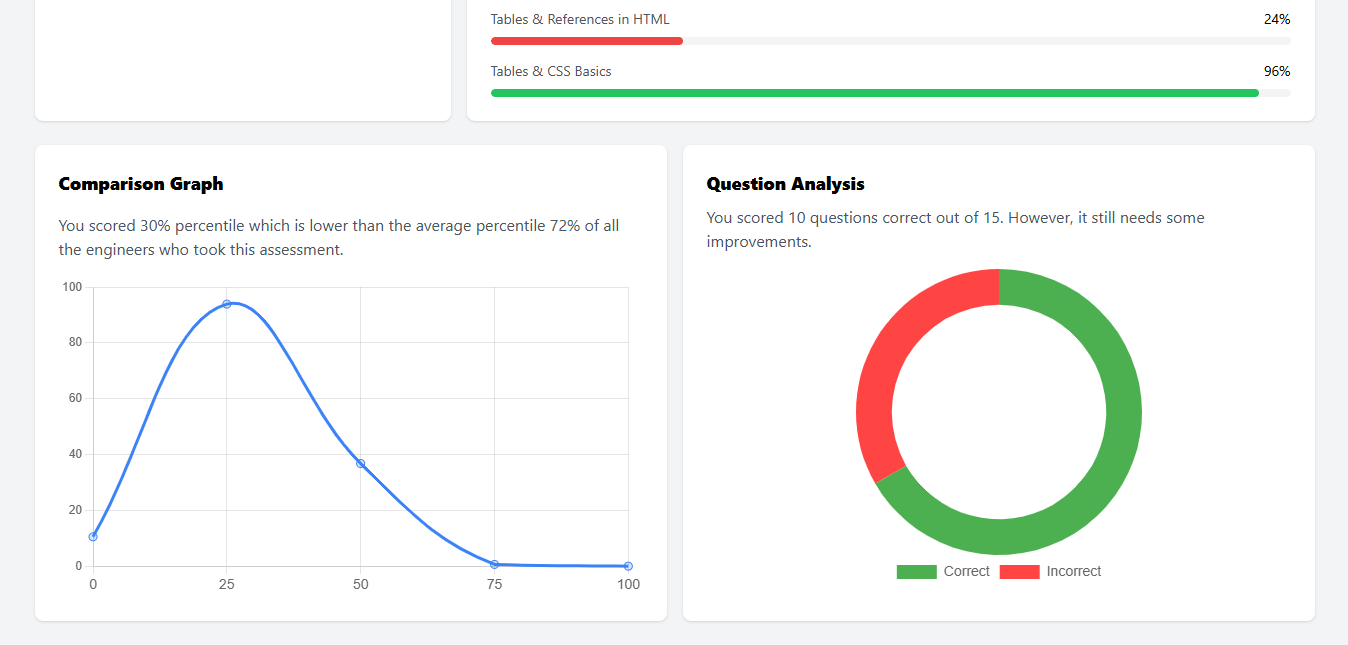 Tables & References in HTML 24%
Tables & CSS Basics 96%
Comparison Graph
You scored 30% percentile which is lower than the average percentile 72% of all
the engineers who took this assessment.
100
80
60
40
20
0
0 25 50 75 100
Question Analysis
You scored 10 questions correct out of 15. However, it still needs some
improvements.
Correct Incorrect